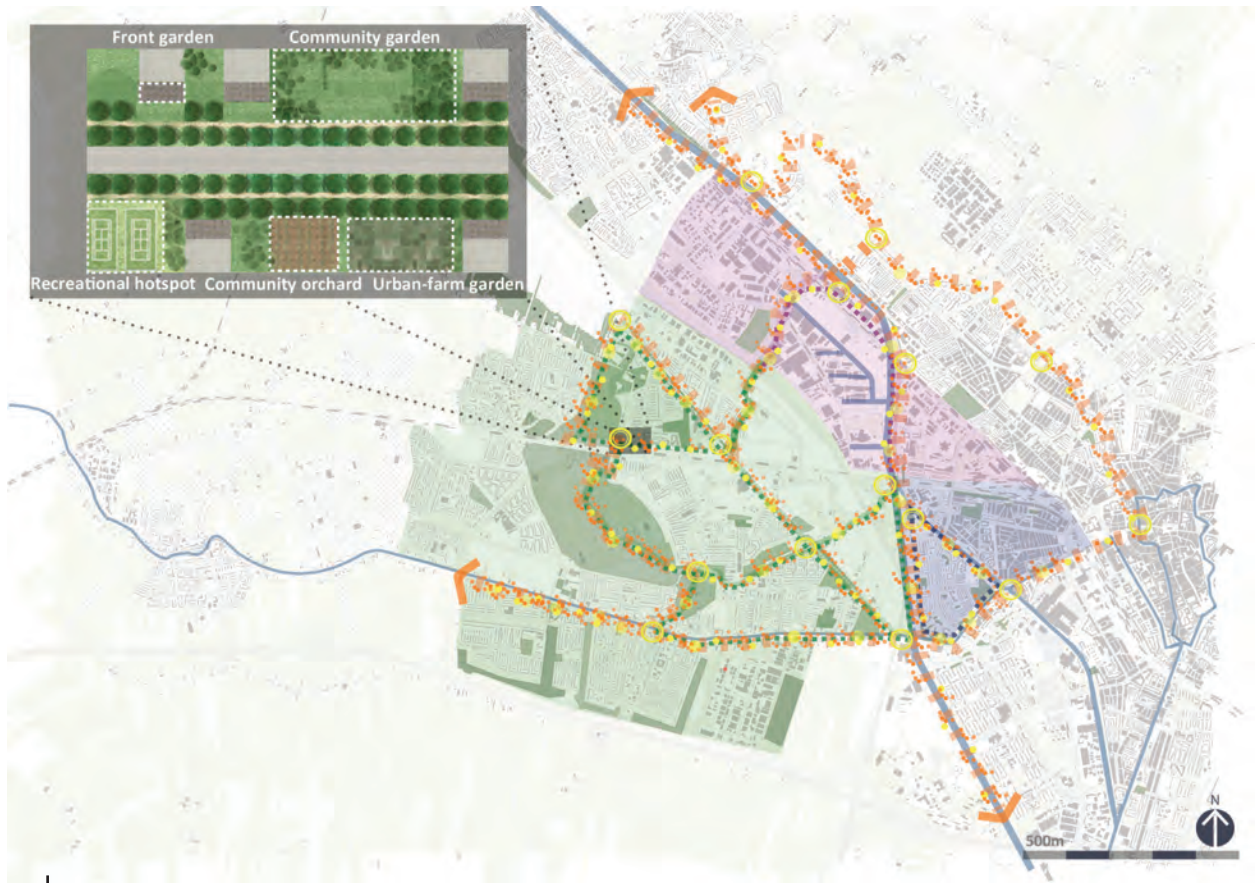 Front garden
Community garden
Recreational hotspot
Community orchard
Urban-farm garden
N
500m